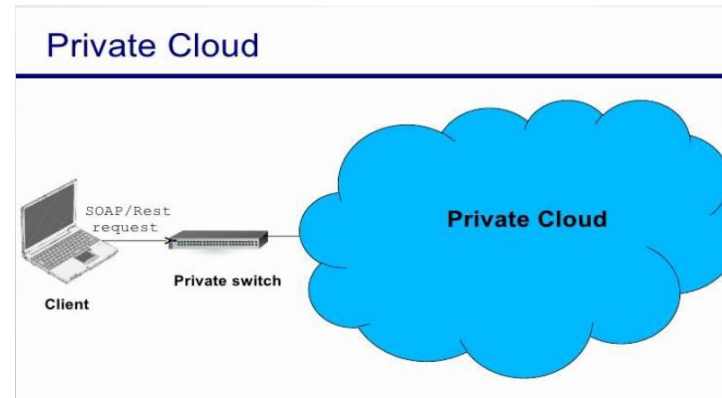 Private Cloud
SOAP/Rest
request
Private Cloud
Private switch
Client